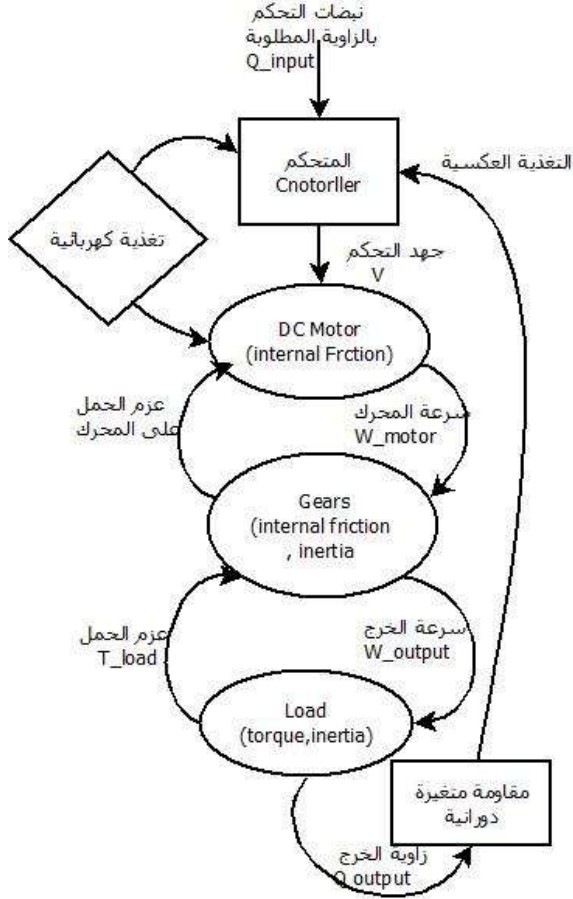 نبضات التحكم
بالزاوية المطلوبة
Q_input
المتحكم
Cnotorller
التغذية العكسية
تغذية كهربائية
جهد التحكم
V
DC Motor
(internal Frction)
عزم الحمل
على المحرك
سرعة المحرك
W_motor
Gears
(internal friction
, inertia
عزم الحمل
T_load
سرعة الخرج
W_output
Load
(torque,inertia)
مقاومة متغيرة
دورانية
زاوية الخرج
Q output